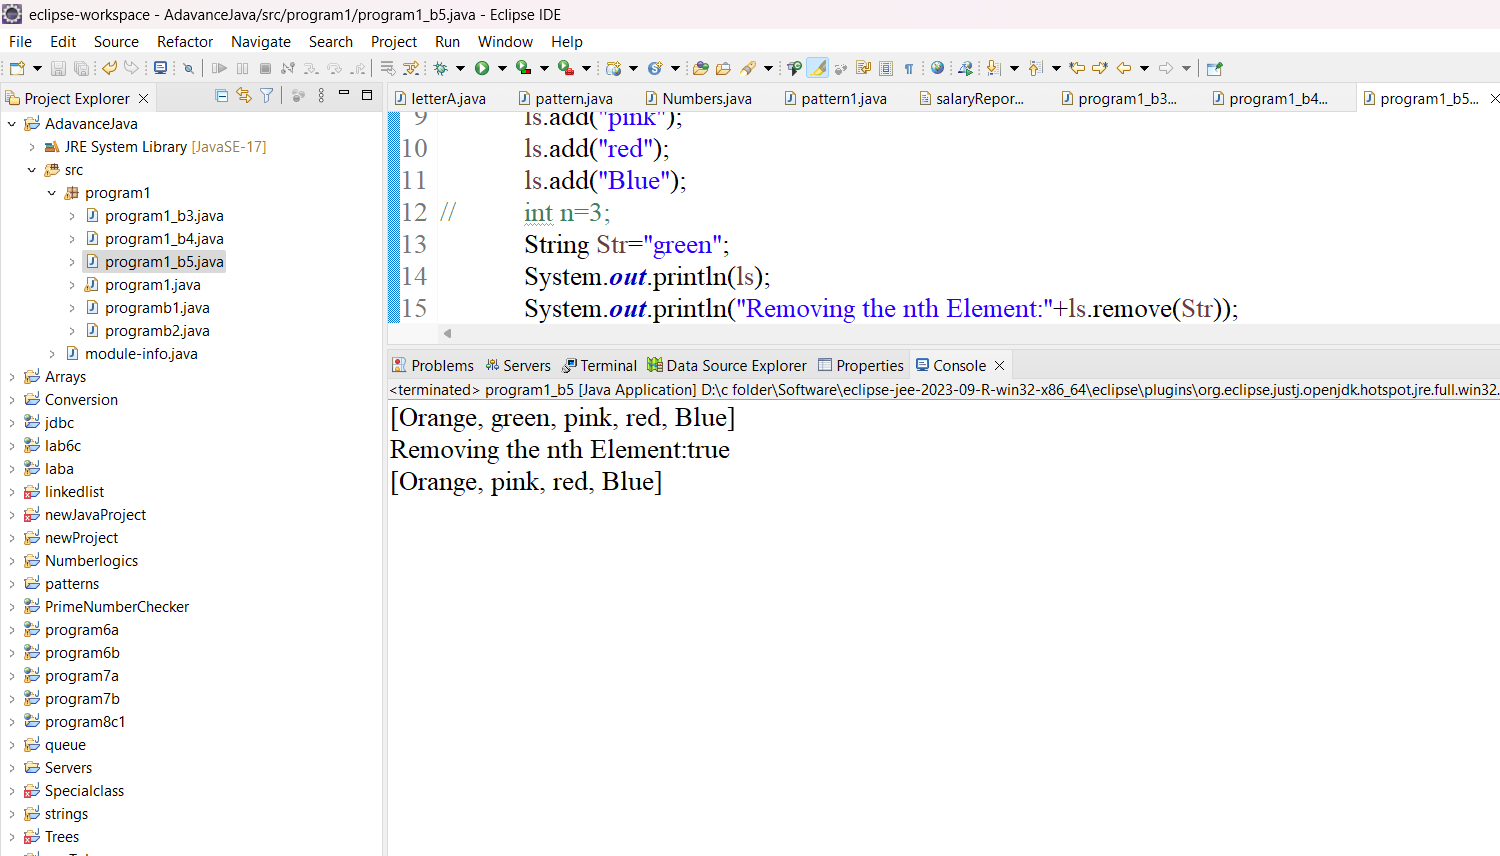 eclipse-workspace - AdavanceJava/src/program1/program1_b5.java - Eclipse IDE
File Edit Source Refactor Navigate Search Project Run Window Help
Project Explorer
letterA.java pattern.java Numbers.java pattern1.java salaryRepor... program1_b3... program1_b4... program1_b5...
AdavanceJava
JRE System Library [JavaSE-17]
src
program1
program1_b3.java
program1_b4.java
program1_b5.java
program1.java
programb1.java
programb2.java
module-info.java
Arrays
Conversion
jdbc
lab6c
laba
linkedlist
newJavaProject
newProject
Numberlogics
patterns
PrimeNumberChecker
program6a
program6b
program7a
program7b
program8c1
queue
Servers
Specialclass
strings
Trees
9 ls.add("pink");
10 ls.add("red");
11 ls.add("Blue");
12 // int n=3;
13 String Str="green";
14 System.out.println(ls);
15 System.out.println("Removing the nth Element:"+ls.remove(Str));
Problems Servers Terminal Data Source Explorer Properties Console
<terminated> program1_b5 [Java Application] D:\c folder\Software\eclipse-jee-2023-09-R-win32-x86_64\eclipse\plugins\org.eclipse.justj.openjdk.hotspot.jre.full.win32.
[Orange, green, pink, red, Blue]
Removing the nth Element:true
[Orange, pink, red, Blue]